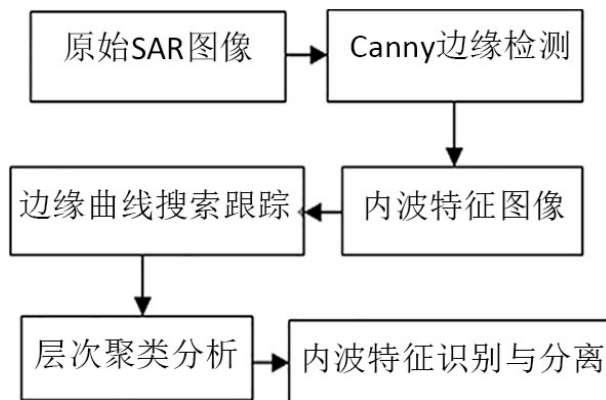 原始SAR图像
Canny边缘检测
内波特征图像
边缘曲线搜索跟踪
层次聚类分析
内波特征识别与分离